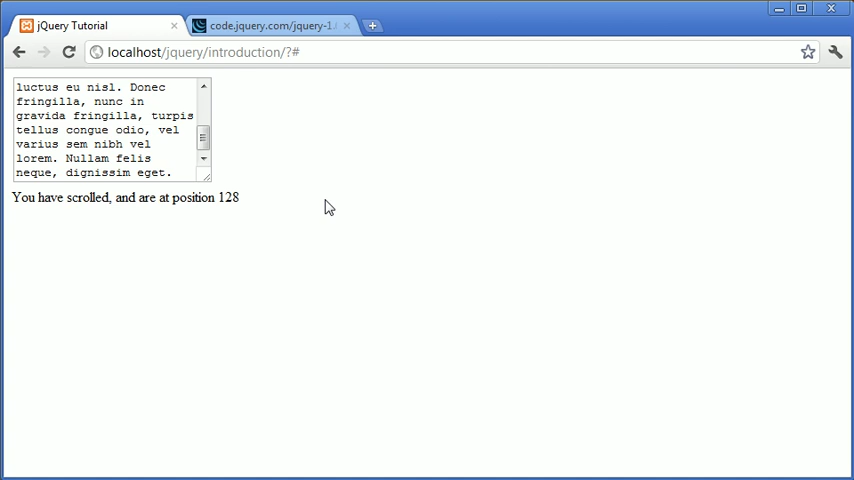 jQuery Tutorial
code.jquery.com/jquery-1.
localhost/jquery/introduction/?#
luctus eu nisl. Donec
fringilla, nunc in
gravida fringilla, turpis
tellus congue odio, vel
varius sem nibh vel
lorem. Nullam felis
neque, dignissim eget.
You have scrolled, and are at position 128